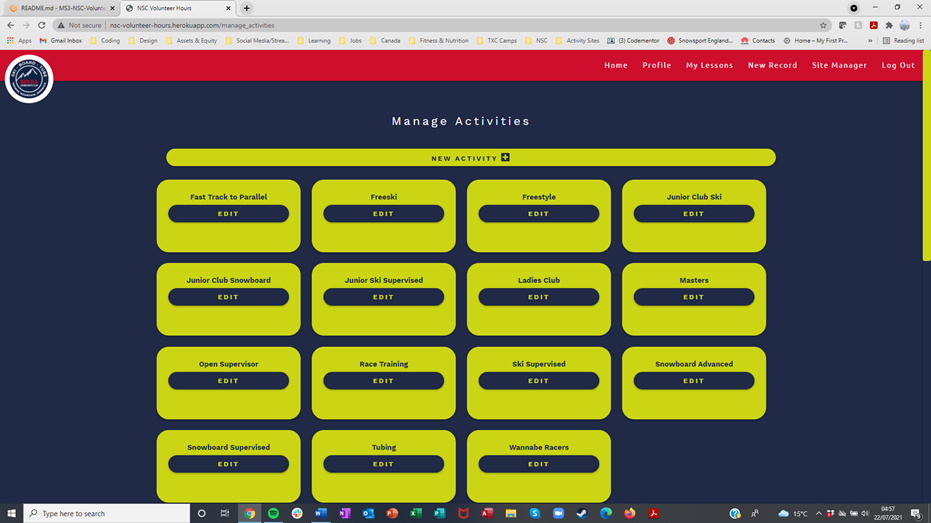 README.md - MS3-NSC-Volunte
NSC Volunteer Hours
Not secure
nsc-volunteer-hours.herokuapp.com/manage_activities
Apps
Gmail Inbox
Coding
Design
Assets & Equity
Social Media/Strea...
Learning
Jobs
Canada
Fitness & Nutrition
TXC Camps
NSC
Activity Sites
(3) Codementor
Snowsport England...
Contacts
Home – My First Pr...
»
Reading list
Home
Profile
My Lessons
New Record
Site Manager
Log Out
Manage Activities
NEW ACTIVITY
Fast Track to Parallel
EDIT
Freeski
EDIT
Freestyle
EDIT
Junior Club Ski
EDIT
Junior Club Snowboard
EDIT
Junior Ski Supervised
EDIT
Ladies Club
EDIT
Masters
EDIT
Open Supervisor
EDIT
Race Training
EDIT
Ski Supervised
EDIT
Snowboard Advanced
EDIT
Snowboard Supervised
EDIT
Tubing
EDIT
Wannabe Racers
EDIT
Type here to search
15°C
04:57
22/07/2021